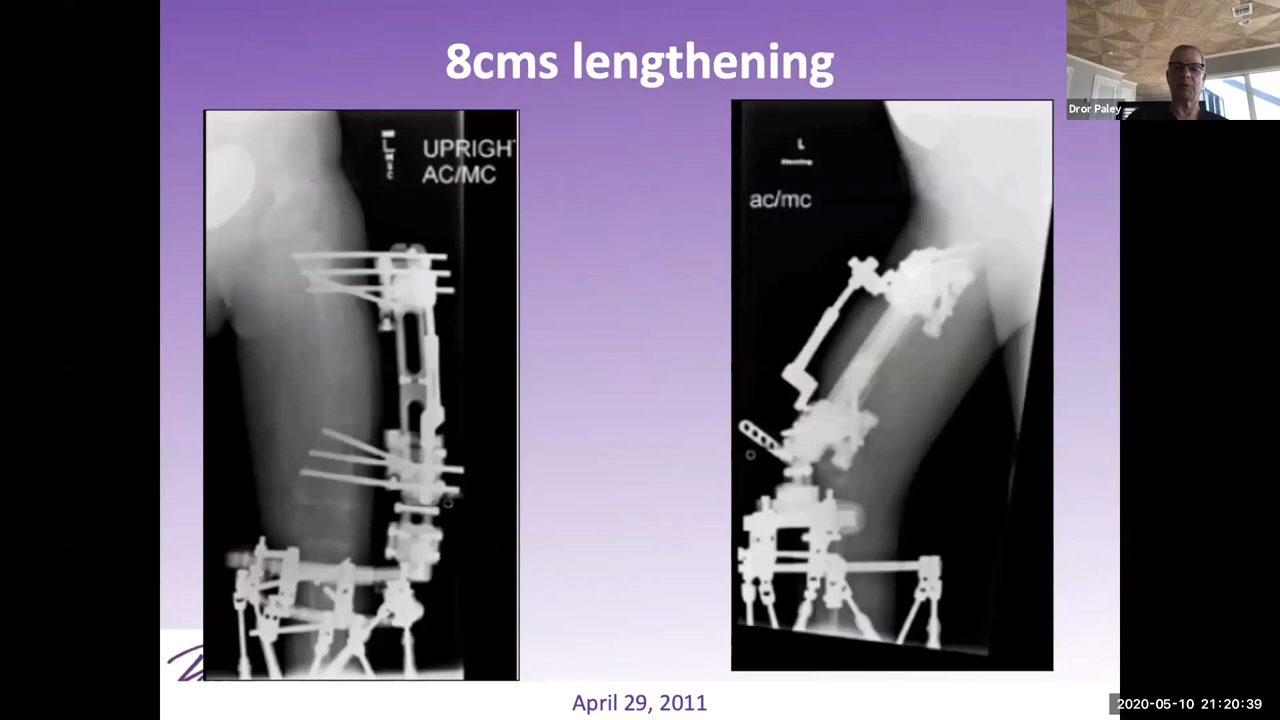 8cms lengthening
Dror Paley
L
UPRIGHT
AC/MC
L
ac/mc
April 29, 2011
2020-05-10 21:20:39